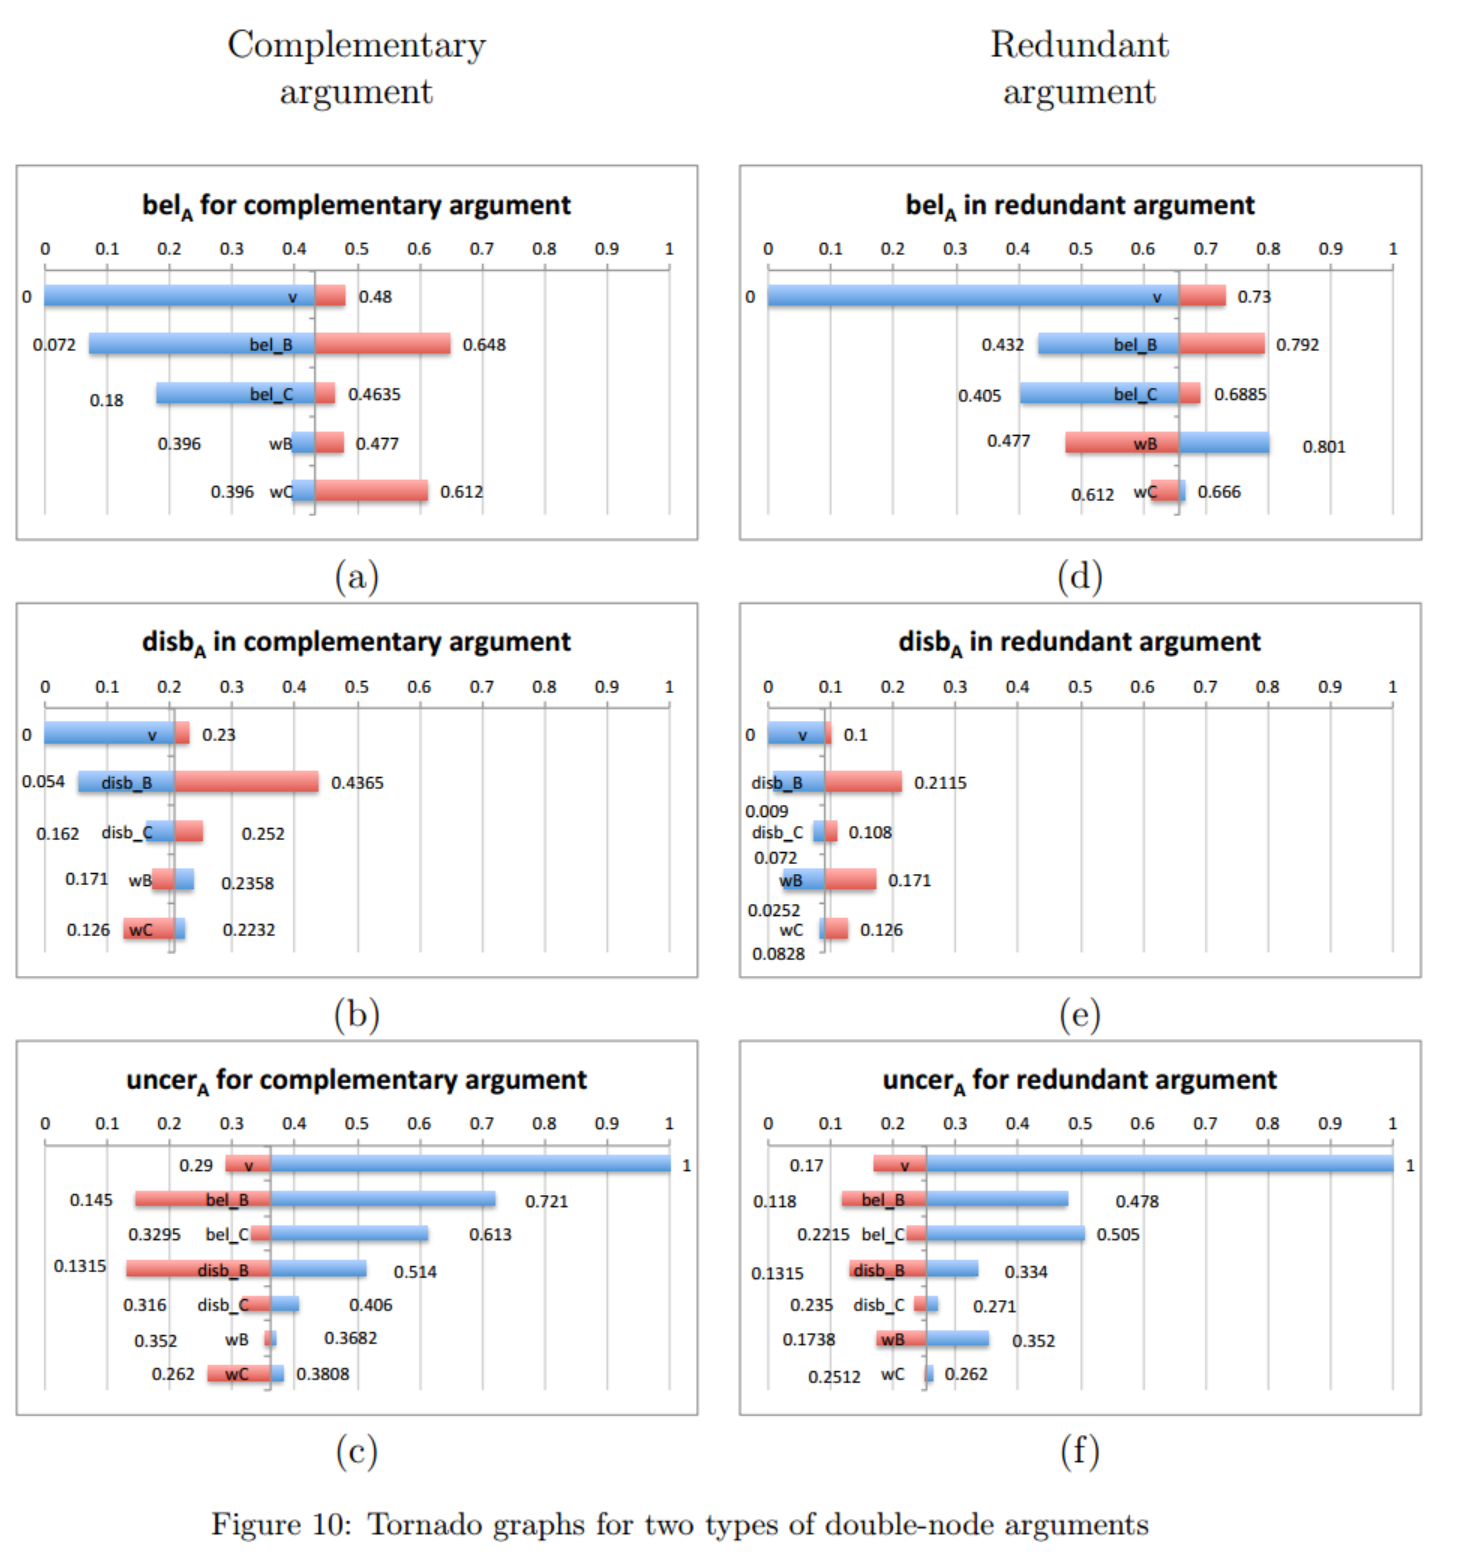 Complementary
argument
Redundant
argument
bel_A for complementary argument
0 0.1 0.2 0.3 0.4 0.5 0.6 0.7 0.8 0.9 1
0 v 0.48
0.072 bel_B 0.648
0.18 bel_C 0.4635
0.396 wB 0.477
0.396 wC 0.612
(a)
bel_A in redundant argument
0 0.1 0.2 0.3 0.4 0.5 0.6 0.7 0.8 0.9 1
0 v 0.73
0.432 bel_B 0.792
0.405 bel_C 0.6885
0.477 wB 0.801
0.612 wC 0.666
(d)
disb_A in complementary argument
0 0.1 0.2 0.3 0.4 0.5 0.6 0.7 0.8 0.9 1
0 v 0.23
0.054 disb_B 0.4365
0.162 disb_C 0.252
0.171 wB 0.2358
0.126 wC 0.2232
(b)
disb_A in redundant argument
0 0.1 0.2 0.3 0.4 0.5 0.6 0.7 0.8 0.9 1
0 v 0.1
disb_B 0.2115
0.009
disb_C 0.108
0.072
wB 0.171
0.0252
wC 0.126
0.0828
(e)
uncer_A for complementary argument
0 0.1 0.2 0.3 0.4 0.5 0.6 0.7 0.8 0.9 1
0.29 v 1
0.145 bel_B 0.721
0.3295 bel_C 0.613
0.1315 disb_B 0.514
0.316 disb_C 0.406
0.352 wB 0.3682
0.262 wC 0.3808
(c)
uncer_A for redundant argument
0 0.1 0.2 0.3 0.4 0.5 0.6 0.7 0.8 0.9 1
0.17 v 1
0.118 bel_B 0.478
0.2215 bel_C 0.505
0.1315 disb_B 0.334
0.235 disb_C 0.271
0.1738 wB 0.352
0.2512 wC 0.262
(f)
Figure 10: Tornado graphs for two types of double-node arguments